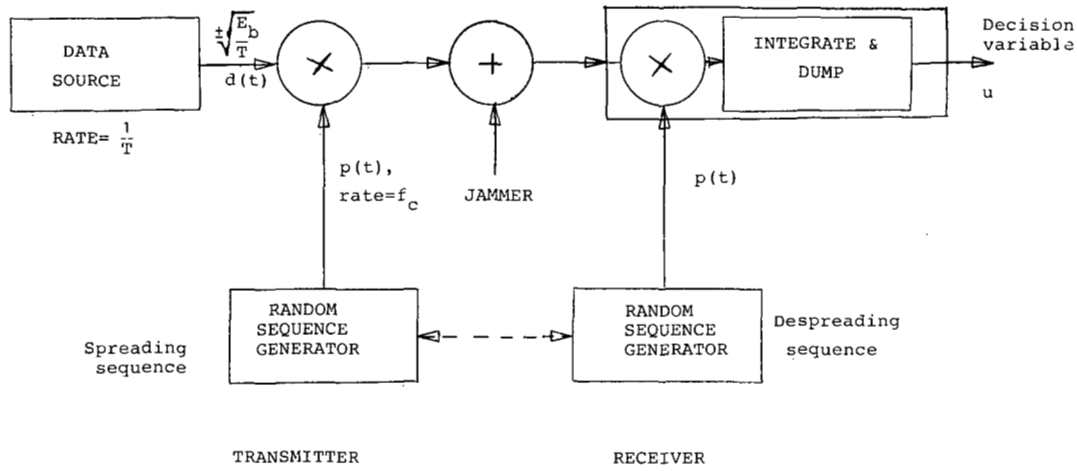 DATA
SOURCE
±√(E_b/T)
d(t)
RATE= 1/T
×
+
×
INTEGRATE &
DUMP
Decision
variable
u
p(t),
rate=f_c
JAMMER
p(t)
RANDOM
SEQUENCE
GENERATOR
RANDOM
SEQUENCE
GENERATOR
Spreading
sequence
Despreading
sequence
TRANSMITTER
RECEIVER